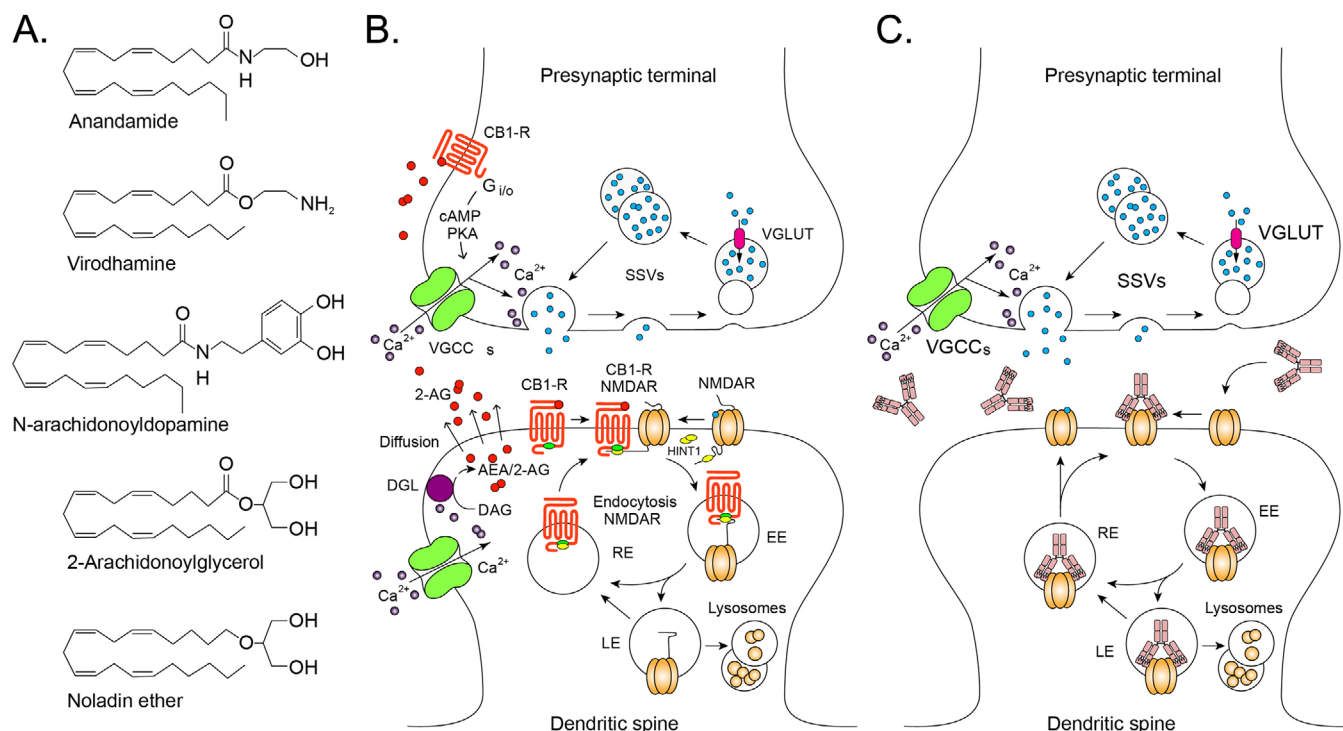 A.
O
N
H
OH
Anandamide
O
O
NH2
Virodhamine
O
N
H
OH
OH
N-arachidonoyldopamine
O
O
OH
OH
2-Arachidonoylglycerol
O
OH
OH
Noladin ether
B.
Presynaptic terminal
CB1-R
G i/o
cAMP
PKA
Ca2+
SSVs
VGLUT
Ca2+
VGCC s
2-AG
CB1-R
CB1-R
NMDAR
NMDAR
Diffusion
HINT1
AEA/2-AG
DGL
DAG
Endocytosis
NMDAR
EE
RE
Ca2+
Ca2+
Lysosomes
LE
Dendritic spine
C.
Presynaptic terminal
VGLUT
Ca2+
SSVs
Ca2+
VGCCs
RE
EE
Lysosomes
LE
Dendritic spine